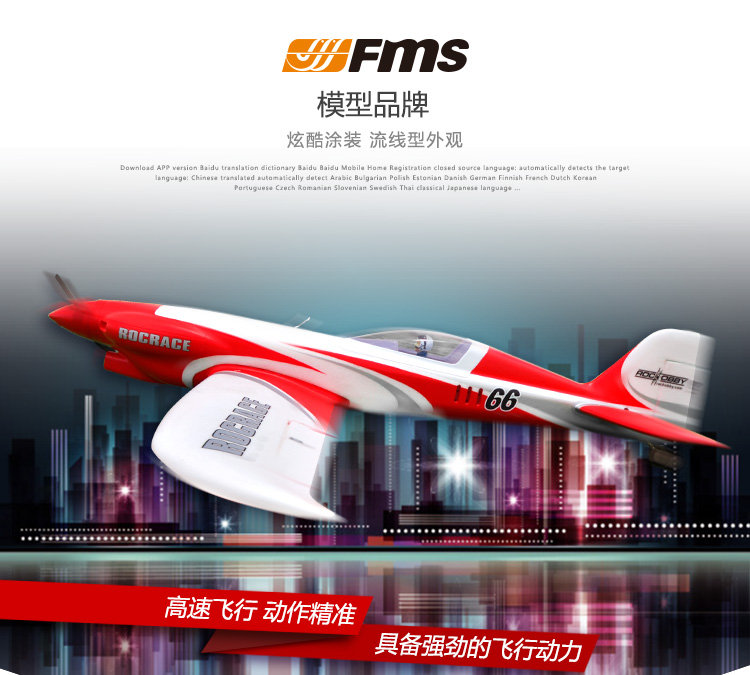 Fms
模型品牌
炫酷涂装 流线型外观
Download APP version Baidu translation dictionary Baidu Baidu Mobile Home Registration closed source language: automatically detects the target
language: Chinese translated automatically detect Arabic Bulgarian Polish Estonian Danish German Finnish French Dutch Korean
Portuguese Czech Romanian Slovenian Swedish Thai classical Japanese language ...
ROCRACE
ROCRACE
66
高速飞行 动作精准
具备强劲的飞行动力